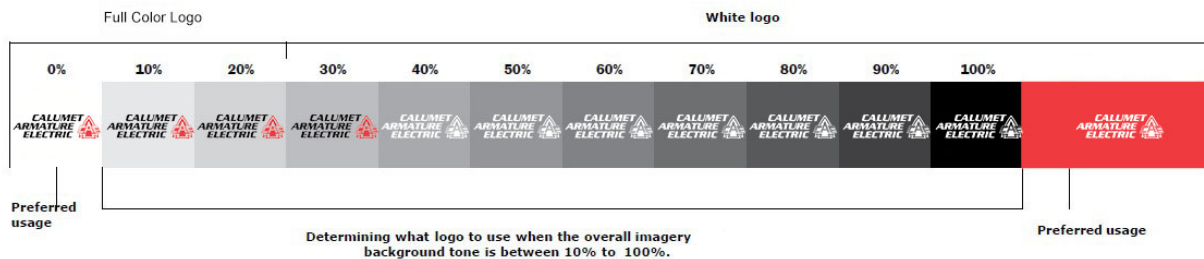 Full Color Logo
White logo
0% 10% 20% 30% 40% 50% 60% 70% 80% 90% 100%
CALUMET
ARMATURE
ELECTRIC
CALUMET
ARMATURE
ELECTRIC
CALUMET
ARMATURE
ELECTRIC
CALUMET
ARMATURE
ELECTRIC
CALUMET
ARMATURE
ELECTRIC
CALUMET
ARMATURE
ELECTRIC
CALUMET
ARMATURE
ELECTRIC
CALUMET
ARMATURE
ELECTRIC
CALUMET
ARMATURE
ELECTRIC
CALUMET
ARMATURE
ELECTRIC
CALUMET
ARMATURE
ELECTRIC
CALUMET
ARMATURE
ELECTRIC
Preferred
usage
Determining what logo to use when the overall imagery
background tone is between 10% to 100%.
Preferred usage